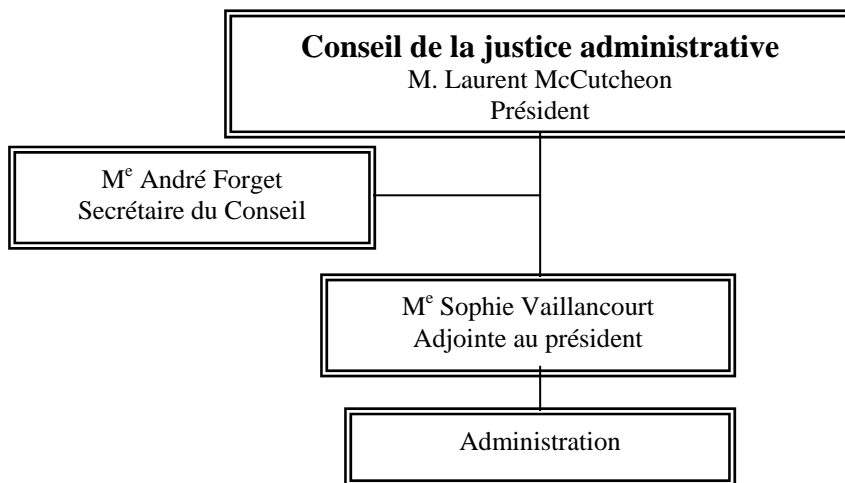 Conseil de la justice administrative
M. Laurent McCutcheon
Président
Me André Forget
Secrétaire du Conseil
Me Sophie Vaillancourt
Adjointe au président
Administration